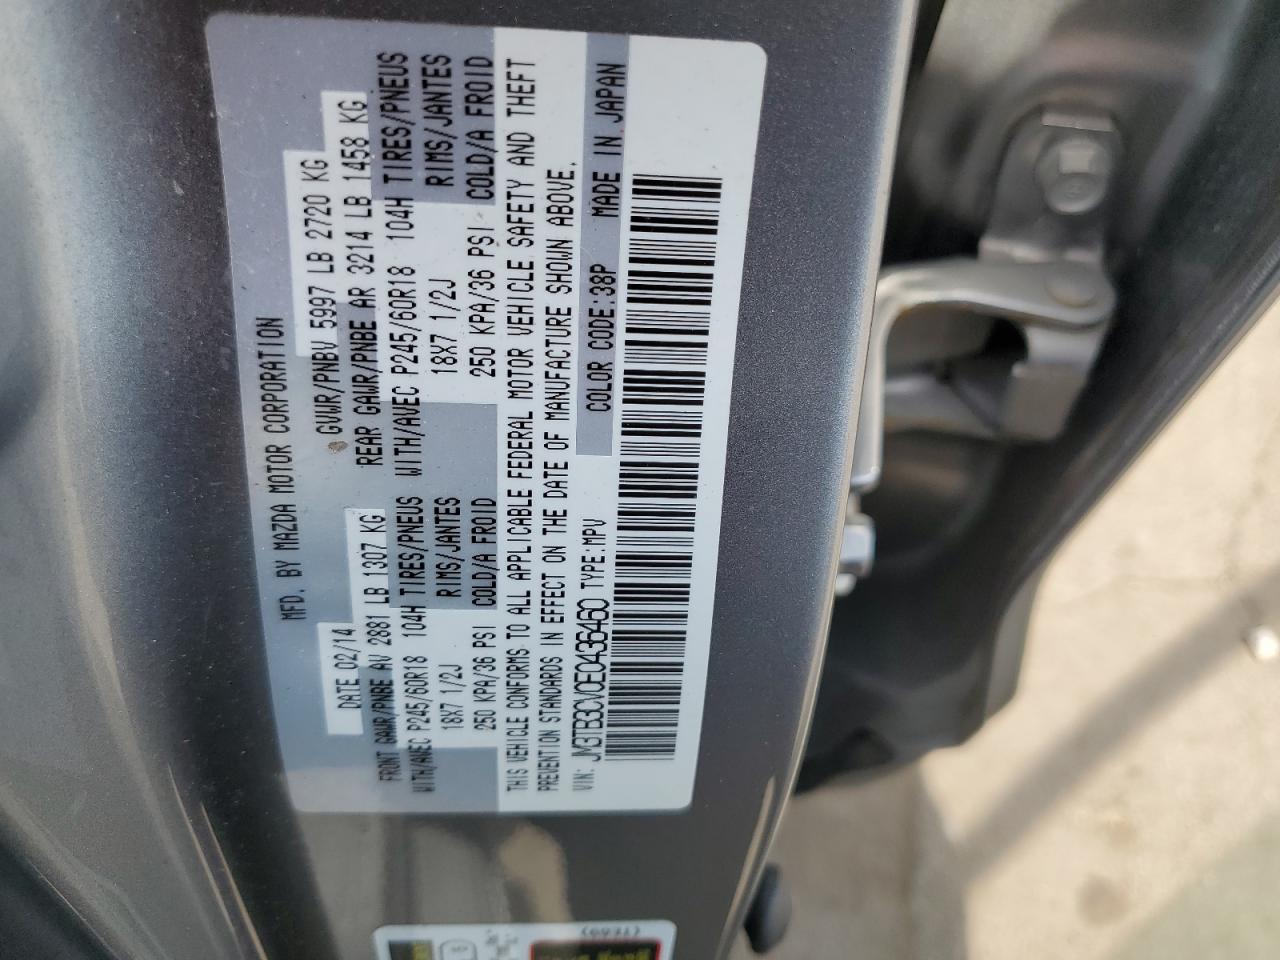 MFD. BY MAZDA MOTOR CORPORATION
DATE 02/14 GVWR/PNBV 5997 LB 2720 KG
FRONT GAWR/PNBE AV 2881 LB 1307 KG REAR GAWR/PNBE AR 3214 LB 1458 KG
WITH/AVEC P245/60R18 104H TIRES/PNEUS WITH/AVEC P245/60R18 104H TIRES/PNEUS
18X7 1/2J RIMS/JANTES 18X7 1/2J RIMS/JANTES
250 KPA/36 PSI COLD/A FROID 250 KPA/36 PSI COLD/A FROID
THIS VEHICLE CONFORMS TO ALL APPLICABLE FEDERAL MOTOR VEHICLE SAFETY AND THEFT
PREVENTION STANDARDS IN EFFECT ON THE DATE OF MANUFACTURE SHOWN ABOVE.
VIN: JM3TB3CV0E0436460 TYPE:MPV COLOR CODE:38P MADE IN JAPAN